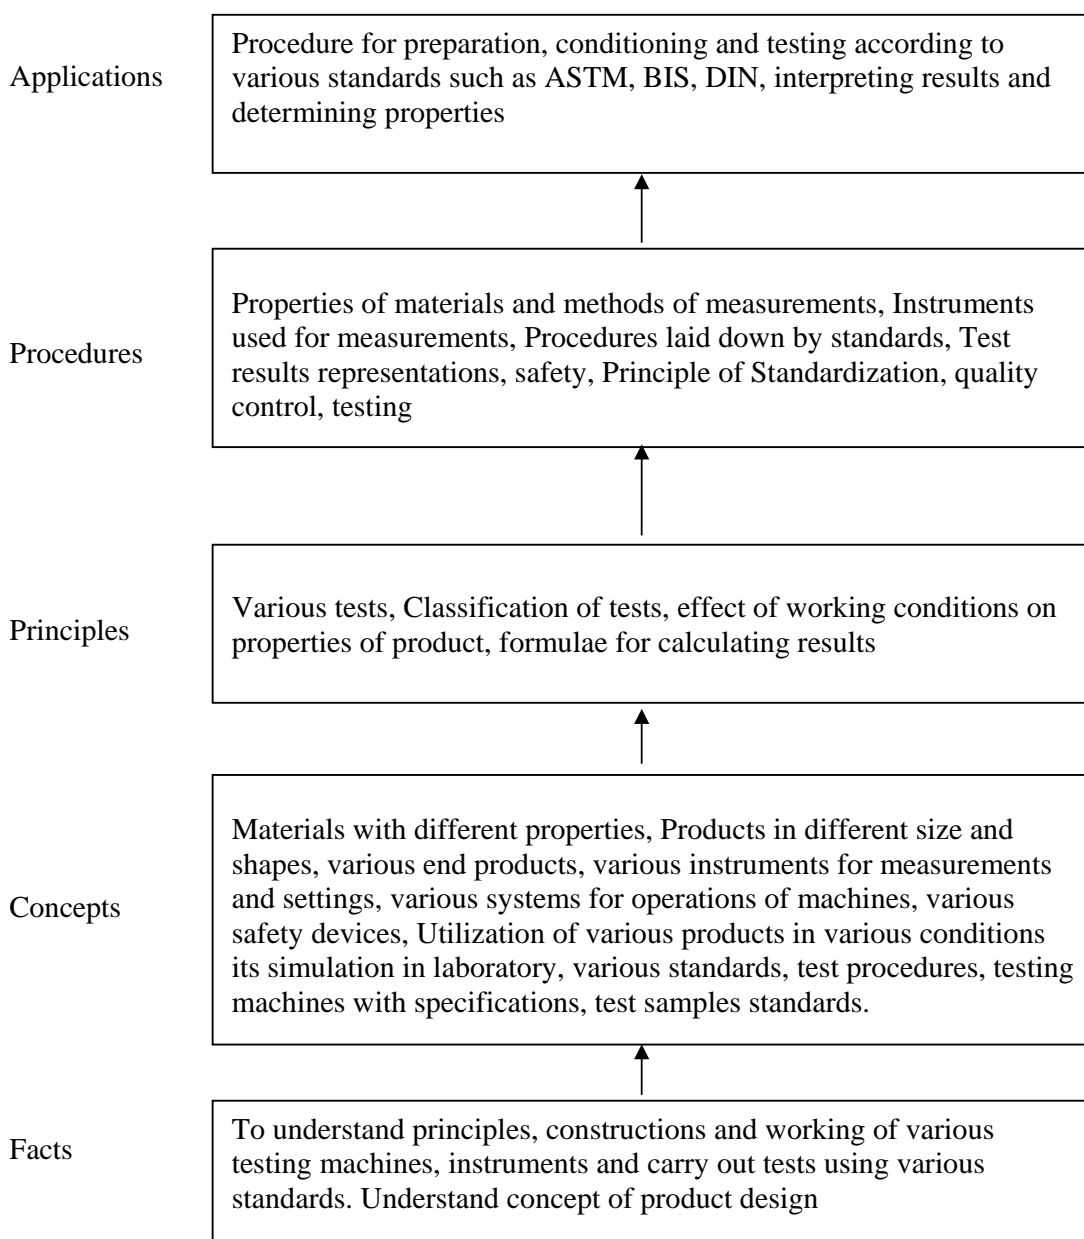 Applications
Procedure for preparation, conditioning and testing according to
various standards such as ASTM, BIS, DIN, interpreting results and
determining properties
Procedures
Properties of materials and methods of measurements, Instruments
used for measurements, Procedures laid down by standards, Test
results representations, safety, Principle of Standardization, quality
control, testing
Principles
Various tests, Classification of tests, effect of working conditions on
properties of product, formulae for calculating results
Concepts
Materials with different properties, Products in different size and
shapes, various end products, various instruments for measurements
and settings, various systems for operations of machines, various
safety devices, Utilization of various products in various conditions
its simulation in laboratory, various standards, test procedures, testing
machines with specifications, test samples standards.
Facts
To understand principles, constructions and working of various
testing machines, instruments and carry out tests using various
standards. Understand concept of product design